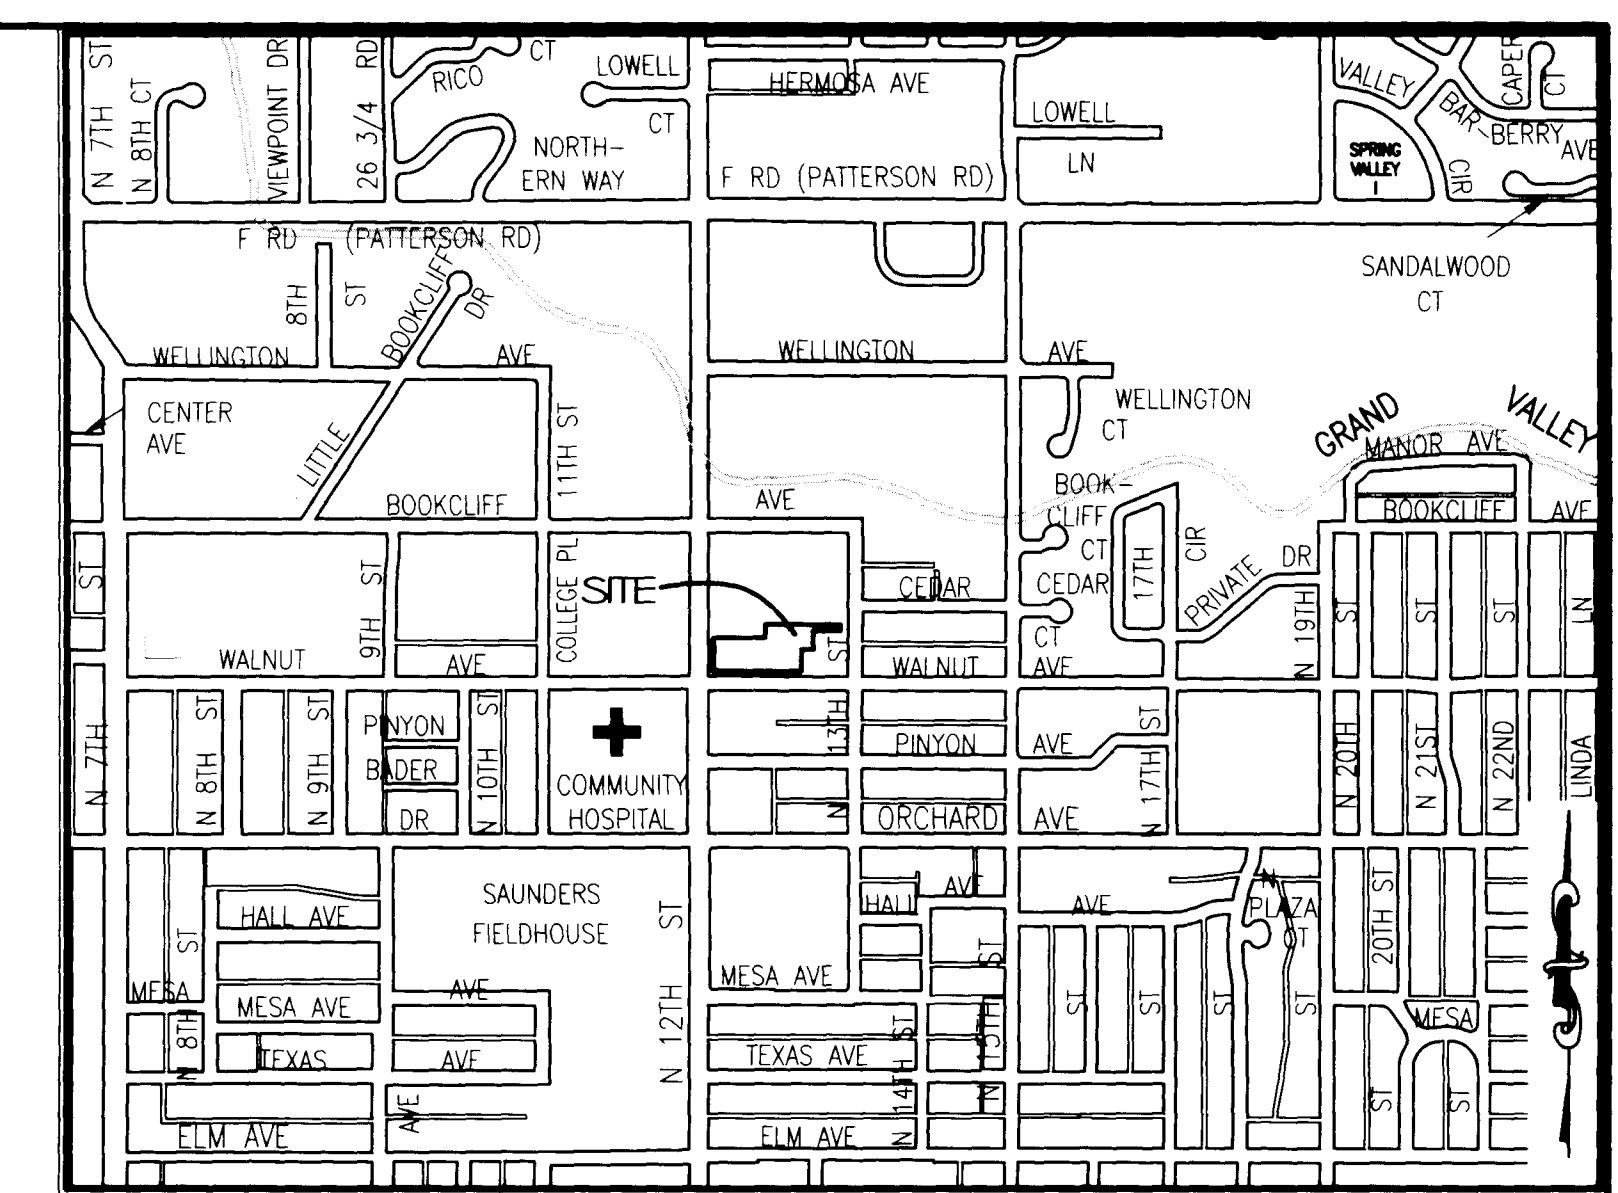 N 7TH ST
N 8TH CT
VIEWPOINT DR
26 3/4 RD
RICO
CT
LOWELL
CT
NORTH-
ERN WAY
HERMOSA AVE
F RD (PATTERSON RD)
LOWELL
LN
VALLEY
SPRING
VALLEY
I
CIR
BAR-BERRY
AVE
CAPER
CT
F RD (PATTERSON RD)
SANDALWOOD
CT
8TH ST
BOOKCLIFF
DR
WELLINGTON AVE
WELLINGTON AVE
WELLINGTON
CT
CENTER
AVE
LITTLE
11TH ST
BOOKCLIFF AVE
GRAND VALLEY
MANOR AVE
BOOKCLIFF AVE
BOOK-
CLIFF
CT
CEDAR
CT
17TH CIR
PRIVATE DR
N 19TH
ST
ST
ST
LN
ST
9TH ST
COLLEGE PL
SITE
CEDAR
ST
WALNUT AVE
WALNUT AVE
N 7TH
N 8TH ST
N 9TH ST
PINYON
BADER
DR
N 10TH ST
COMMUNITY
HOSPITAL
N 13TH
PINYON AVE
ORCHARD AVE
N 17TH ST
N 20TH
N 21ST
N 22ND
LINDA
HALL AVE
SAUNDERS
FIELDHOUSE
N 12TH ST
HALL AVE
AVE
N
PLAZA
CT
20TH ST
N 8TH ST
MESA
MESA AVE
AVE
MESA AVE
MESA
TEXAS AVE
TEXAS AVE
N 14TH ST
N 15TH ST
ST
ST
ST
ST
ST
ST
ELM AVE
AVE
ELM AVE